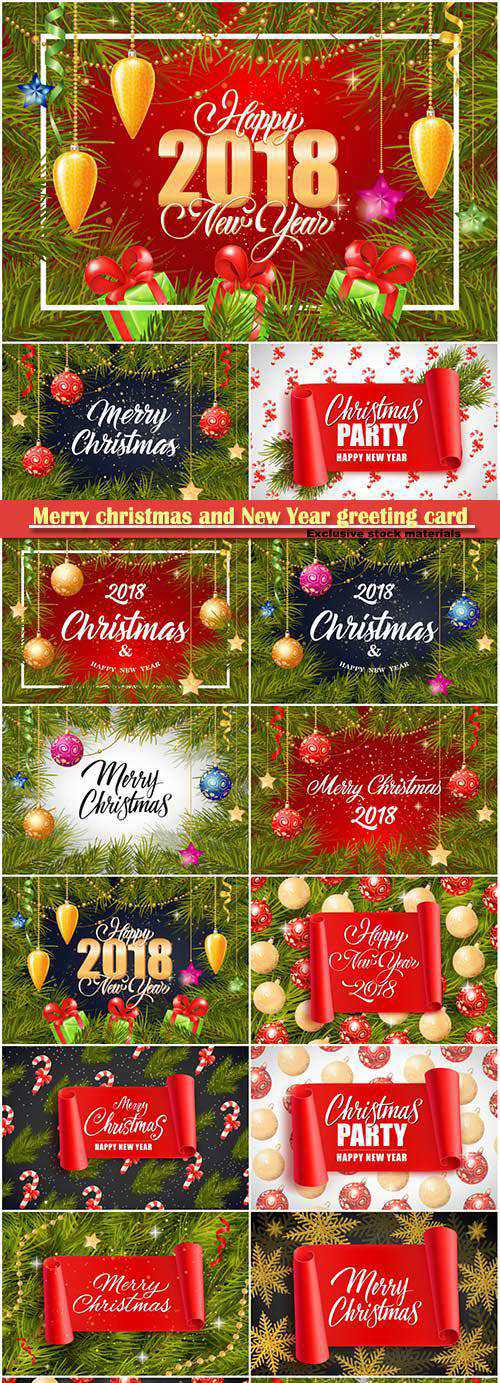 Happy
2018
New Year
Merry
Christmas
Christmas
PARTY
HAPPY NEW YEAR
Merry christmas and New Year greeting card
Exclusive stock materials
2018
Christmas
&
HAPPY NEW YEAR
2018
Christmas
&
HAPPY NEW YEAR
Merry
Christmas
Merry Christmas
2018
Happy
2018
New Year
Happy
New Year
2018
Merry
Christmas
HAPPY NEW YEAR
Christmas
PARTY
HAPPY NEW YEAR
Merry
Christmas
Merry
Christmas